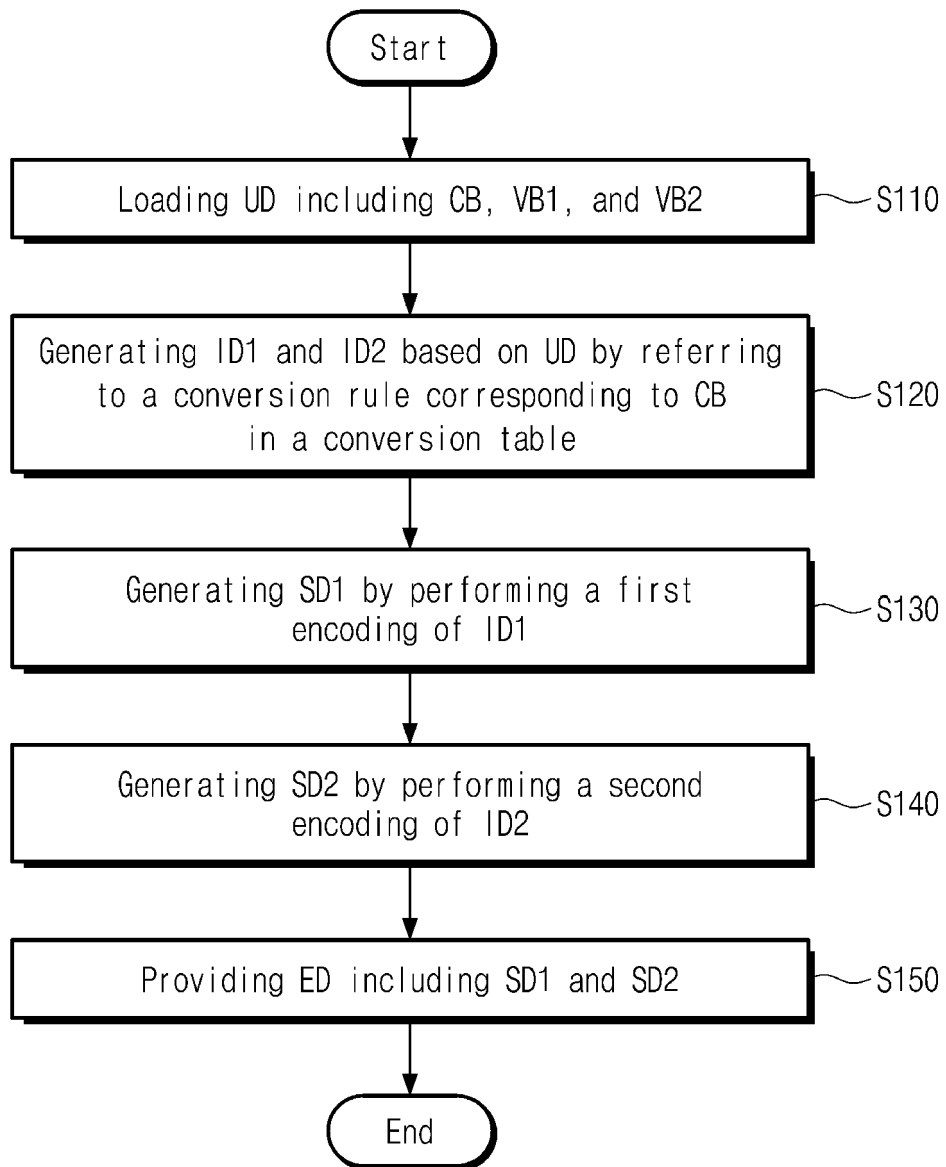 Start
Loading UD including CB, VB1, and VB2
S110
Generating ID1 and ID2 based on UD by referring
to a conversion rule corresponding to CB
in a conversion table
S120
Generating SD1 by performing a first
encoding of ID1
S130
Generating SD2 by performing a second
encoding of ID2
S140
Providing ED including SD1 and SD2
S150
End